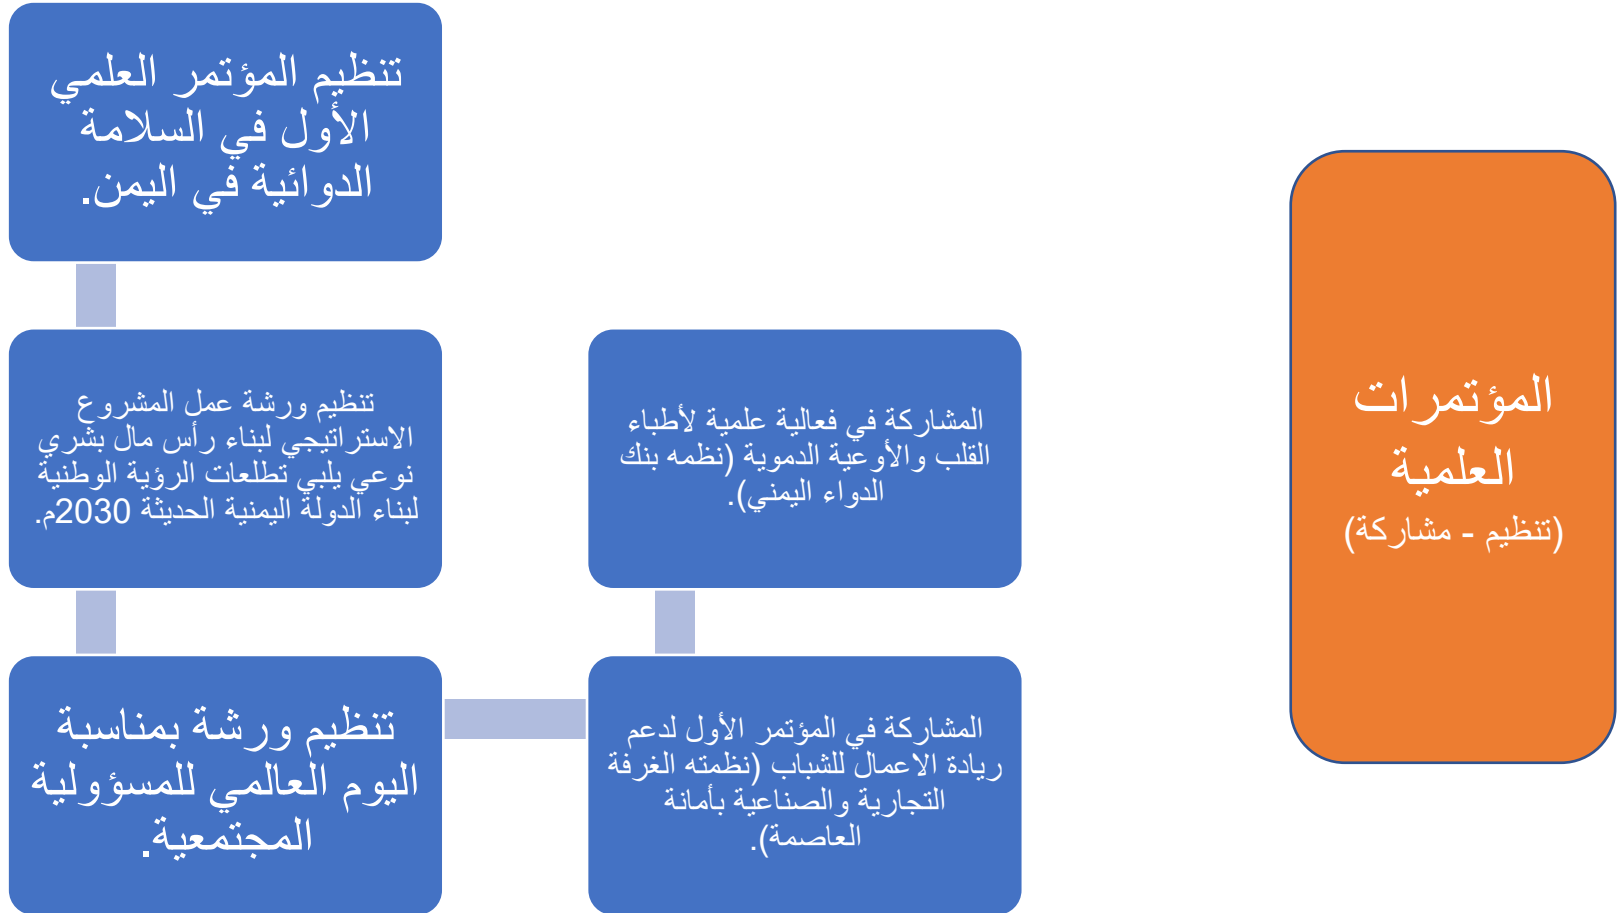 المؤتمرات
العلمية
(تنظيم - مشاركة)
تنظيم المؤتمر العلمي
الأول في السلامة
الدوائية في اليمن.
تنظيم ورشة عمل المشروع
الاستراتيجي لبناء رأس مال بشري
نوعي يلبي تطلعات الرؤية الوطنية
لبناء الدولة اليمنية الحديثة 2030م.
تنظيم ورشة بمناسبة
اليوم العالمي للمسؤولية
المجتمعية.
المشاركة في المؤتمر الأول لدعم
ريادة الاعمال للشباب (نظمته الغرفة
التجارية والصناعية بأمانة
العاصمة).
المشاركة في فعالية علمية لأطباء
القلب والأوعية الدموية (نظمه بنك
الدواء اليمني).